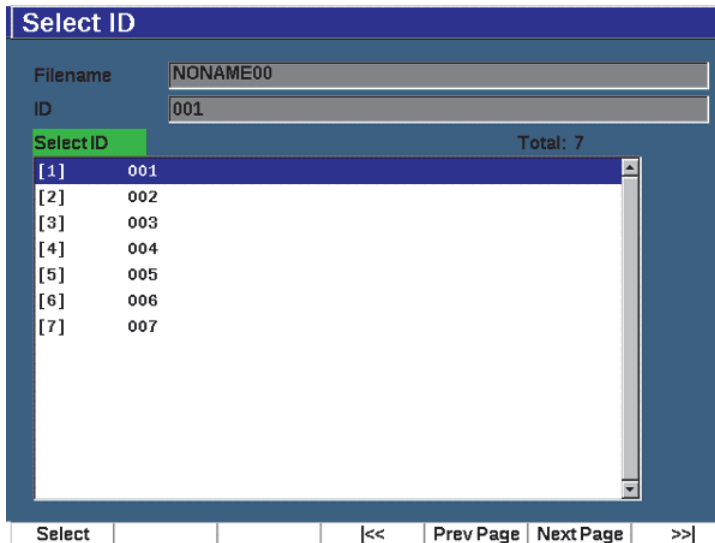 Select ID
Filename NONAME00
ID 001
Select ID Total: 7
[1] 001
[2] 002
[3] 003
[4] 004
[5] 005
[6] 006
[7] 007
Select |<< Prev Page Next Page >>|